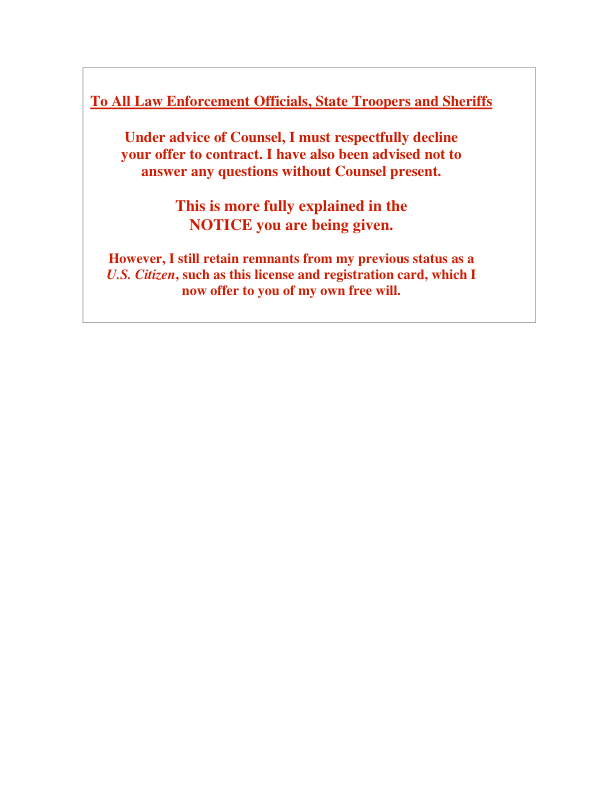 To All Law Enforcement Officials, State Troopers and Sheriffs
Under advice of Counsel, I must respectfully decline
your offer to contract. I have also been advised not to
answer any questions without Counsel present.
This is more fully explained in the
NOTICE you are being given.
However, I still retain remnants from my previous status as a
U.S. Citizen, such as this license and registration card, which I
now offer to you of my own free will.